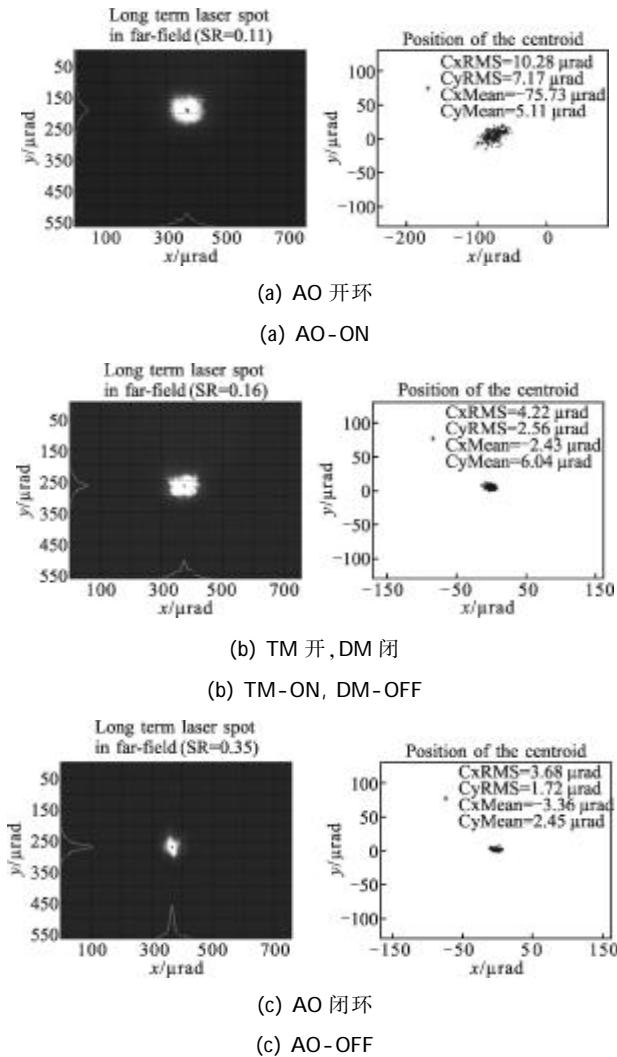 Long term laser spot
in far-field (SR=0.11)
50
150
250
350
450
550
y/μrad
100 300 500 700
x/μrad
Position of the centroid
CxRMS=10.28 μrad
CyRMS=7.17 μrad
CxMean=−75.73 μrad
CyMean=5.11 μrad
100
50
0
−50
−100
y/μrad
−200 −100 0
x/μrad
(a) AO 开环
(a) AO-ON
Long term laser spot
in far-field (SR=0.16)
50
150
250
350
450
550
y/μrad
100 300 500 700
x/μrad
Position of the centroid
CxRMS=4.22 μrad
CyRMS=2.56 μrad
CxMean=−2.43 μrad
CyMean=6.04 μrad
100
50
0
−50
−100
y/μrad
−150 −50 50 150
x/μrad
(b) TM 开,DM 闭
(b) TM-ON, DM-OFF
Long term laser spot
in far-field (SR=0.35)
50
150
250
350
450
550
y/μrad
100 300 500 700
x/μrad
Position of the centroid
CxRMS=3.68 μrad
CyRMS=1.72 μrad
CxMean=−3.36 μrad
CyMean=2.45 μrad
100
50
0
−50
−100
y/μrad
−150 −50 50 150
x/μrad
(c) AO 闭环
(c) AO-OFF